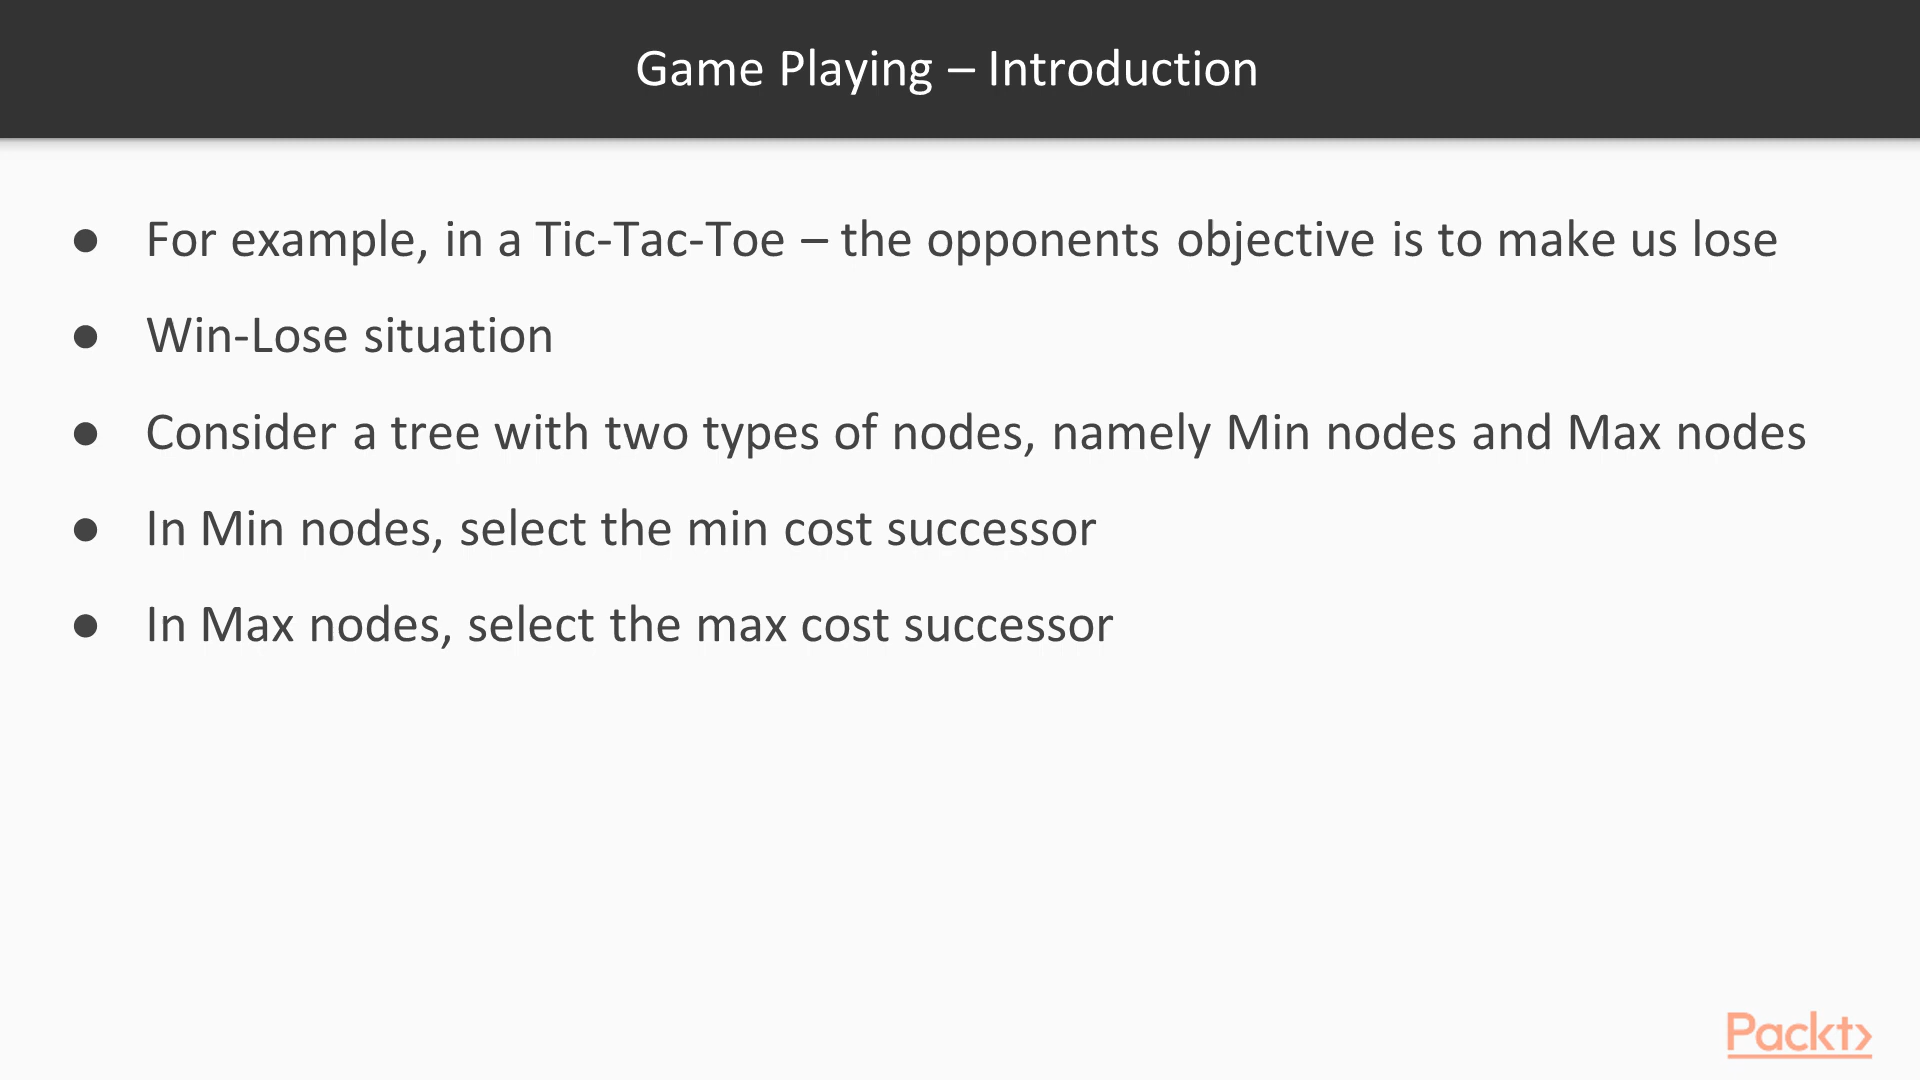 Game Playing – Introduction
● For example, in a Tic-Tac-Toe – the opponents objective is to make us lose
● Win-Lose situation
● Consider a tree with two types of nodes, namely Min nodes and Max nodes
● In Min nodes, select the min cost successor
● In Max nodes, select the max cost successor
Packt>